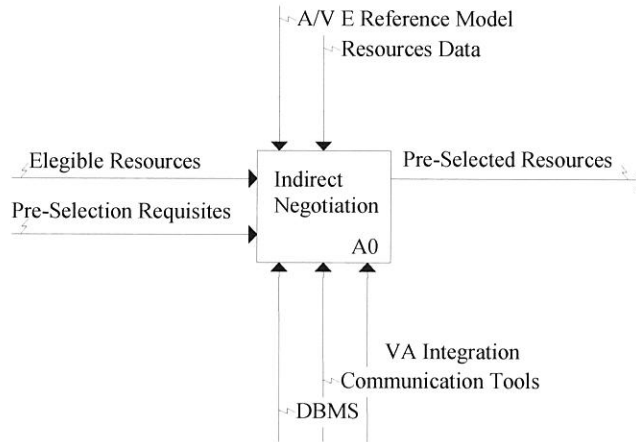 A/V E Reference Model
Resources Data
Elegible Resources
Pre-Selected Resources
Pre-Selection Requisites
Indirect
Negotiation
A0
VA Integration
Communication Tools
DBMS